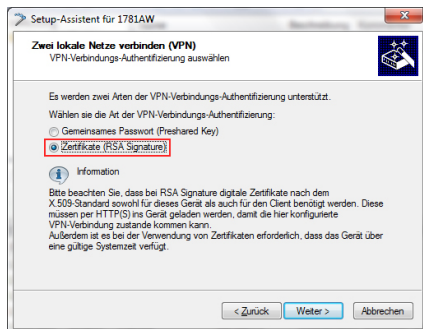 Setup-Assistent für 1781AW
Zwei lokale Netze verbinden (VPN)
VPN-Verbindungs-Authentifizierung auswählen
Es werden zwei Arten der VPN-Verbindungs-Authentifizierung unterstützt.
Wählen sie die Art der VPN-Verbindungs-Authentifizierung:
Gemeinsames Passwort (Preshared Key)
Zertifikate (RSA Signature)
Information
Bitte beachten Sie, dass bei RSA Signature digitale Zertifikate nach dem
X.509-Standard sowohl für dieses Gerät als auch für den Client benötigt werden. Diese
müssen per HTTP(S) ins Gerät geladen werden, damit die hier konfigurierte
VPN-Verbindung zustande kommen kann.
Außerdem ist es bei der Verwendung von Zertifikaten erforderlich, dass das Gerät über
eine gültige Systemzeit verfügt.
< Zurück Weiter > Abbrechen